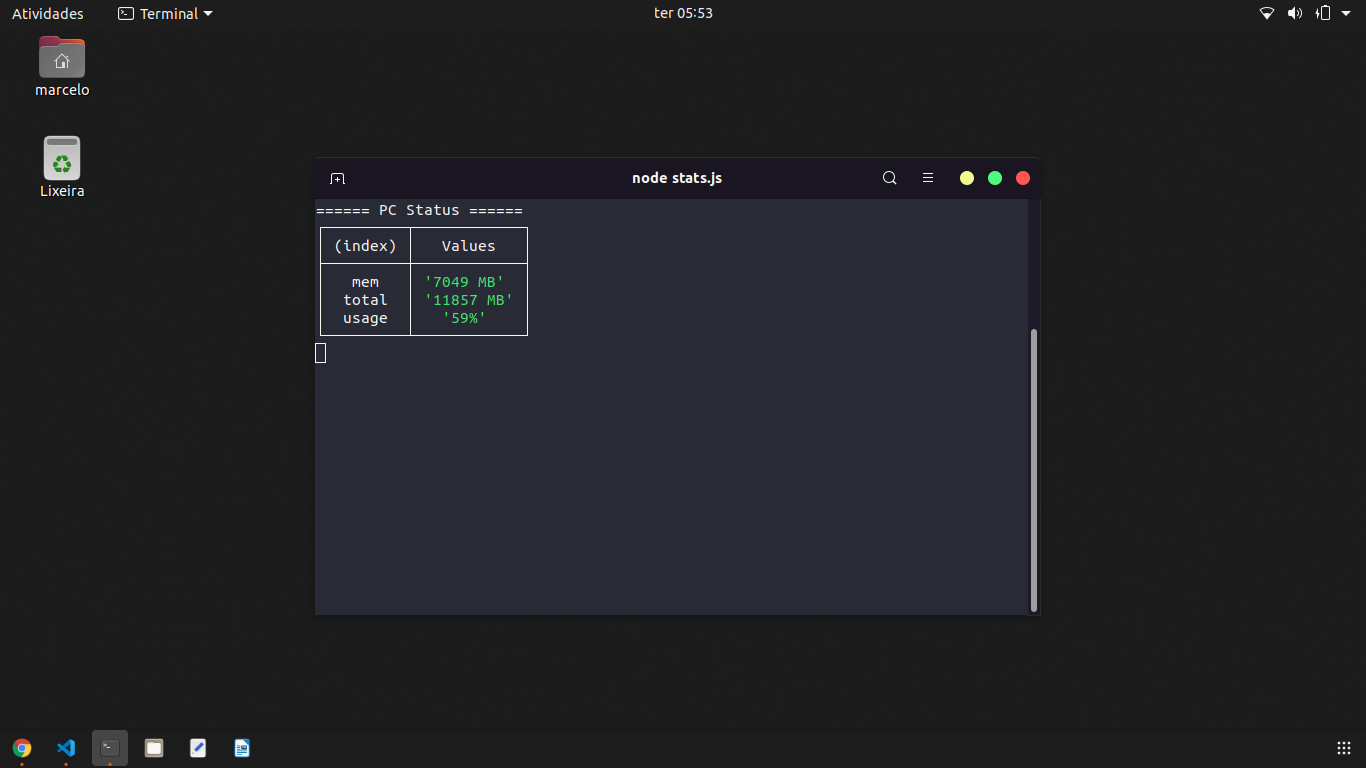 Atividades
Terminal
ter 05:53
marcelo
Lixeira
node stats.js
====== PC Status ======
(index) Values
mem '7049 MB'
total '11857 MB'
usage '59%'